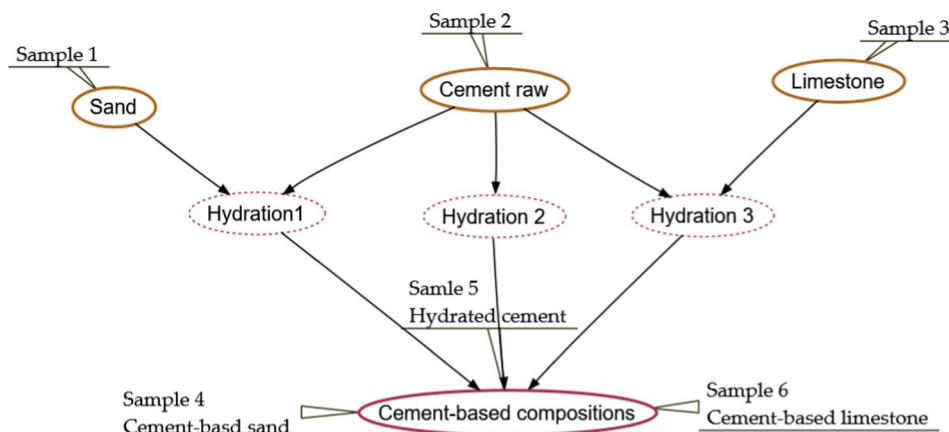 Sample 1
Sample 2
Sample 3
Sand
Cement raw
Limestone
Hydration1
Hydration 2
Hydration 3
Samle 5
Hydrated cement
Sample 4
Cement-basd sand
Cement-based compositions
Sample 6
Cement-based limestone